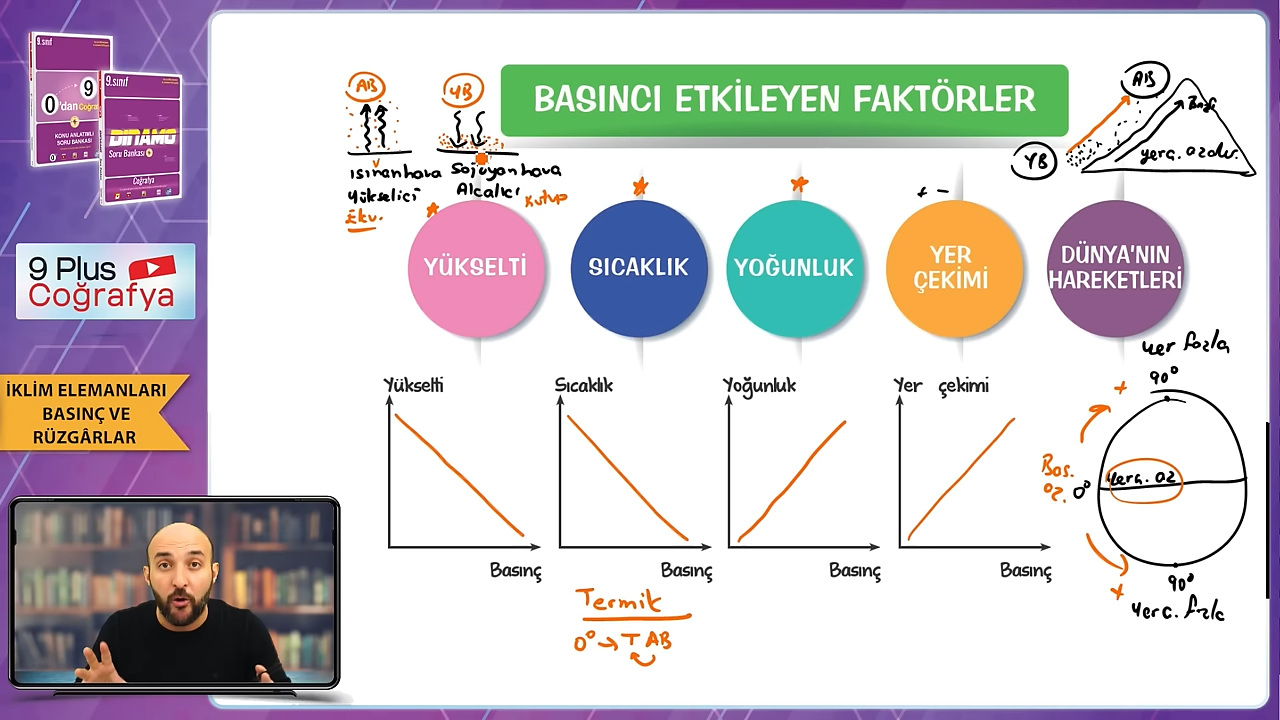 9.sınıf
0'dan 9
Coğrafya
KONU ANLATIMLI
SORU BANKASI
9.sınıf
DİNAMO
Soru Bankası
Coğrafya
9 Plus
Coğrafya
İKLİM ELEMANLARI
BASINÇ VE
RÜZGÂRLAR
BASINCI ETKİLEYEN FAKTÖRLER
AB
YB
ısınan hava
Yükselici
Ekv.
Soğuyan hava
Alçalıcı
Kutup
AB
YB
yerç. azdır.
+ -
YÜKSELTİ
SICAKLIK
YOĞUNLUK
YER
ÇEKİMİ
DÜNYA'NIN
HAREKETLERİ
Yükselti
Basınç
Sıcaklık
Basınç
Yoğunluk
Basınç
Yer çekimi
Basınç
Termik
0° → T AB
yer fazla
90°
+
Bas.
az.
0°
yerç. az
+
90°
Yerç. fazla